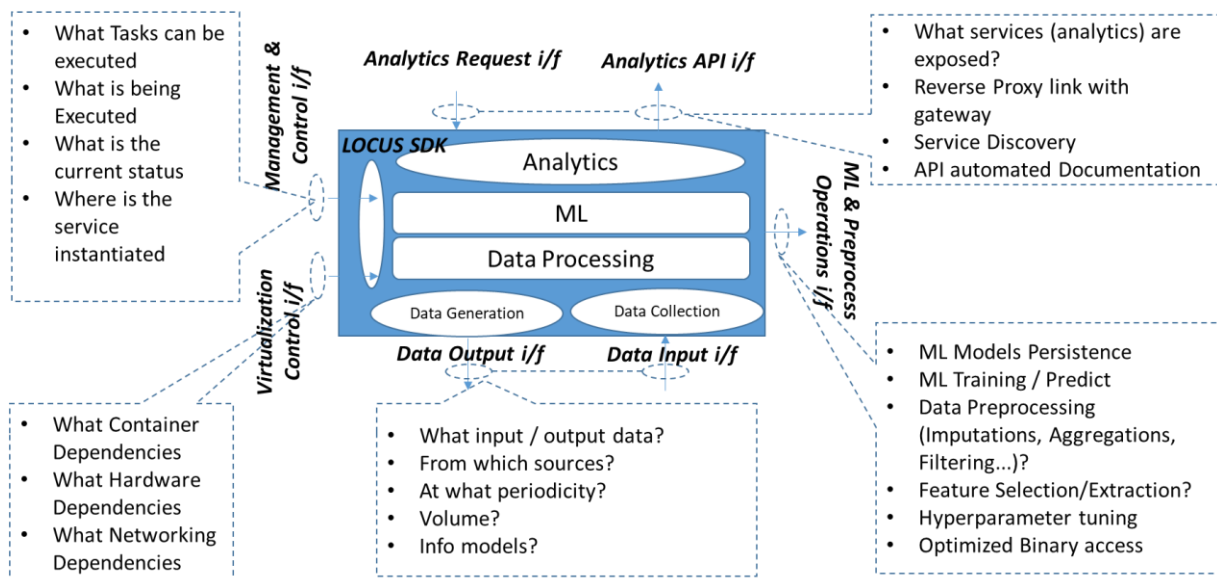 • What Tasks can be
executed
• What is being
Executed
• What is the
current status
• Where is the
service
instantiated
Management &
Control i/f
Analytics Request i/f
Analytics API i/f
• What services (analytics) are
exposed?
• Reverse Proxy link with
gateway
• Service Discovery
• API automated Documentation
LOCUS SDK
Analytics
ML
Data Processing
Data Generation
Data Collection
ML & Preprocess
Operations i/f
Virtualization
Control i/f
Data Output i/f
Data Input i/f
• What Container
Dependencies
• What Hardware
Dependencies
• What Networking
Dependencies
• What input / output data?
• From which sources?
• At what periodicity?
• Volume?
• Info models?
• ML Models Persistence
• ML Training / Predict
• Data Preprocessing
(Imputations, Aggregations,
Filtering...)?
• Feature Selection/Extraction?
• Hyperparameter tuning
• Optimized Binary access